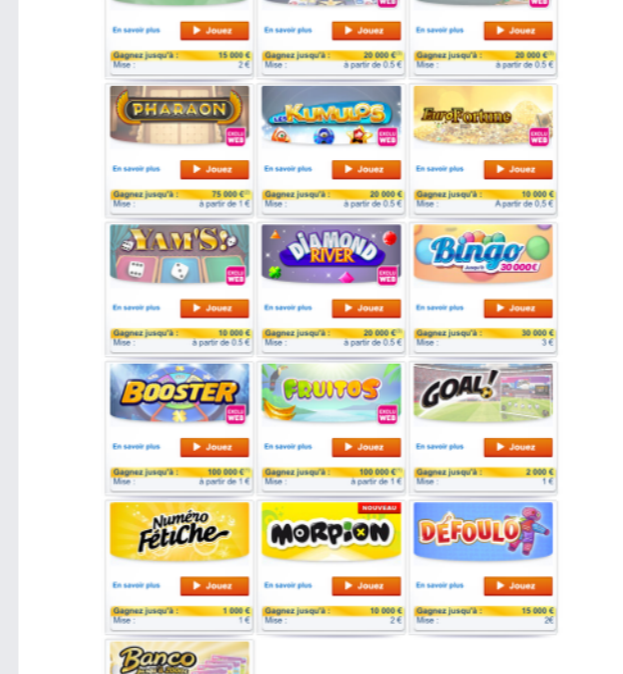 En savoir plus Jouez En savoir plus Jouez En savoir plus Jouez
Gagnez jusqu'à : 15 000 € Gagnez jusqu'à : 20 000 € Gagnez jusqu'à : 20 000 €
Mise : 2 € Mise : à partir de 0.5 € Mise : à partir de 0.5 €
PHARAON LES KUMULOS EuroFortune
EXCLU WEB EXCLU WEB EXCLU WEB
En savoir plus Jouez En savoir plus Jouez En savoir plus Jouez
Gagnez jusqu'à : 75 000 € Gagnez jusqu'à : 20 000 € Gagnez jusqu'à : 10 000 €
Mise : à partir de 1 € Mise : à partir de 0.5 € Mise : A partir de 0.5 €
YAM'S! DIAMOND RIVER Bingo
Jusqu'à 30 000€
EXCLU WEB EXCLU WEB
En savoir plus Jouez En savoir plus Jouez En savoir plus Jouez
Gagnez jusqu'à : 10 000 € Gagnez jusqu'à : 20 000 € Gagnez jusqu'à : 30 000 €
Mise : à partir de 0.5 € Mise : à partir de 0.5 € Mise : 3 €
BOOSTER FRUITOS GOAL!
EXCLU WEB EXCLU WEB
En savoir plus Jouez En savoir plus Jouez En savoir plus Jouez
Gagnez jusqu'à : 100 000 € Gagnez jusqu'à : 100 000 € Gagnez jusqu'à : 2 000 €
Mise : à partir de 1 € Mise : à partir de 1 € Mise : 1 €
NOUVEAU
Numéro Fétiche MORPION DÉFOULO
En savoir plus Jouez En savoir plus Jouez En savoir plus Jouez
Gagnez jusqu'à : 1 000 € Gagnez jusqu'à : 10 000 € Gagnez jusqu'à : 15 000 €
Mise : 1 € Mise : 2 € Mise : 2€
Banco